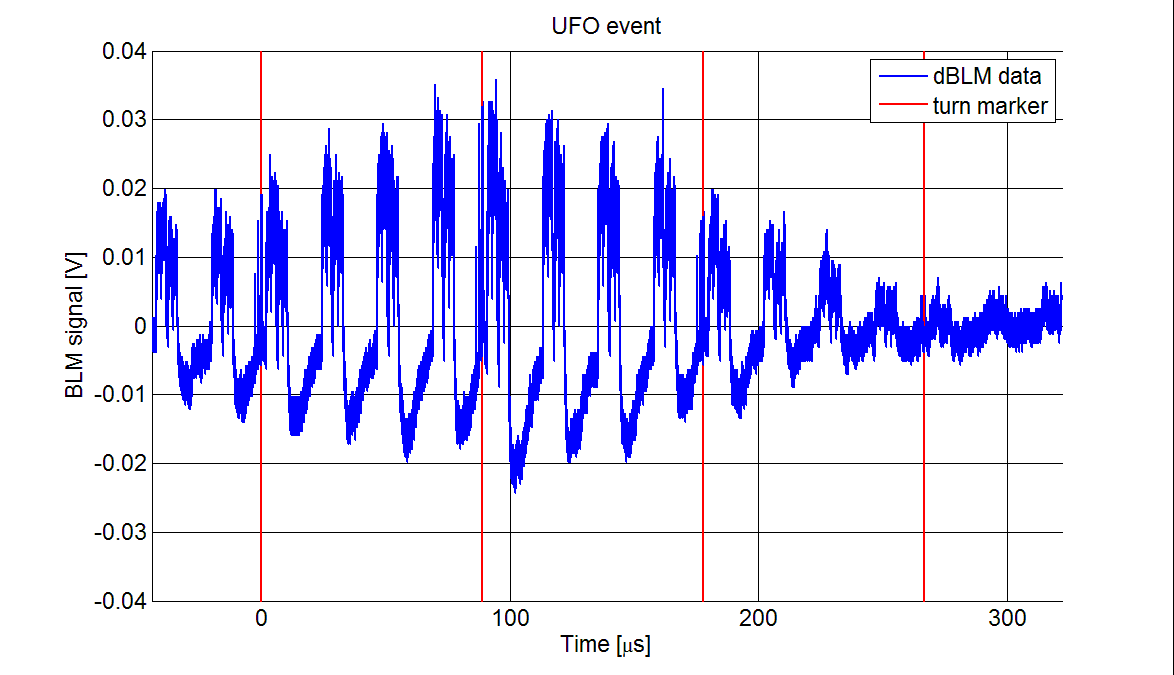 UFO event
0.04
0.03
0.02
0.01
0
-0.01
-0.02
-0.03
-0.04
BLM signal [V]
dBLM data
turn marker
0 100 200 300
Time [μs]